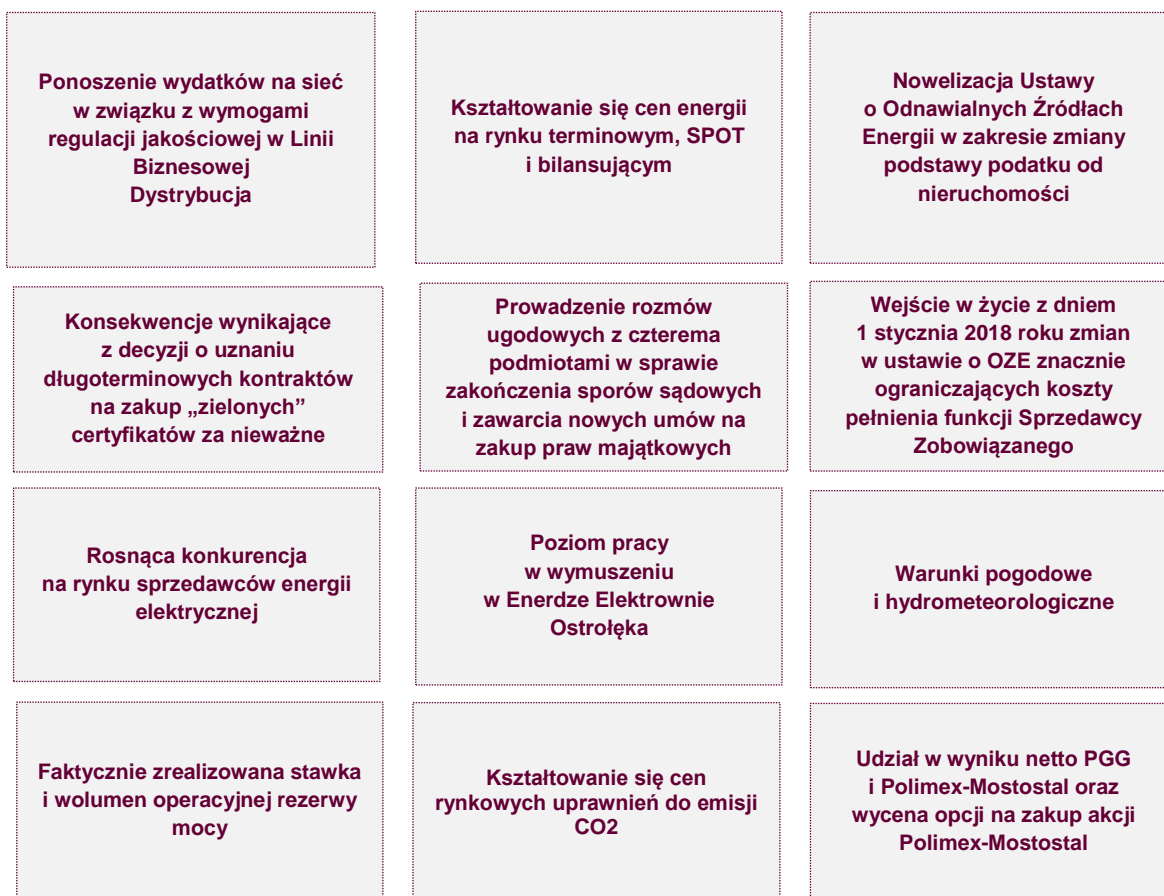 Ponoszenie wydatków na sieć
w związku z wymogami
regulacji jakościowej w Linii
Biznesowej
Dystrybucja
Kształtowanie się cen energii
na rynku terminowym, SPOT
i bilansującym
Nowelizacja Ustawy
o Odnawialnych Źródłach
Energii w zakresie zmiany
podstawy podatku od
nieruchomości
Konsekwencje wynikające
z decyzji o uznaniu
długoterminowych kontraktów
na zakup „zielonych”
certyfikatów za nieważne
Prowadzenie rozmów
ugodowych z czterema
podmiotami w sprawie
zakończenia sporów sądowych
i zawarcia nowych umów na
zakup praw majątkowych
Wejście w życie z dniem
1 stycznia 2018 roku zmian
w ustawie o OZE znacznie
ograniczających koszty
pełnienia funkcji Sprzedawcy
Zobowiązanego
Rosnąca konkurencja
na rynku sprzedawców energii
elektrycznej
Poziom pracy
w wymuszeniu
w Enerdze Elektrownie
Ostrołęka
Warunki pogodowe
i hydrometeorologiczne
Faktycznie zrealizowana stawka
i wolumen operacyjnej rezerwy
mocy
Kształtowanie się cen
rynkowych uprawnień do emisji
CO2
Udział w wyniku netto PGG
i Polimex-Mostostal oraz
wycena opcji na zakup akcji
Polimex-Mostostal